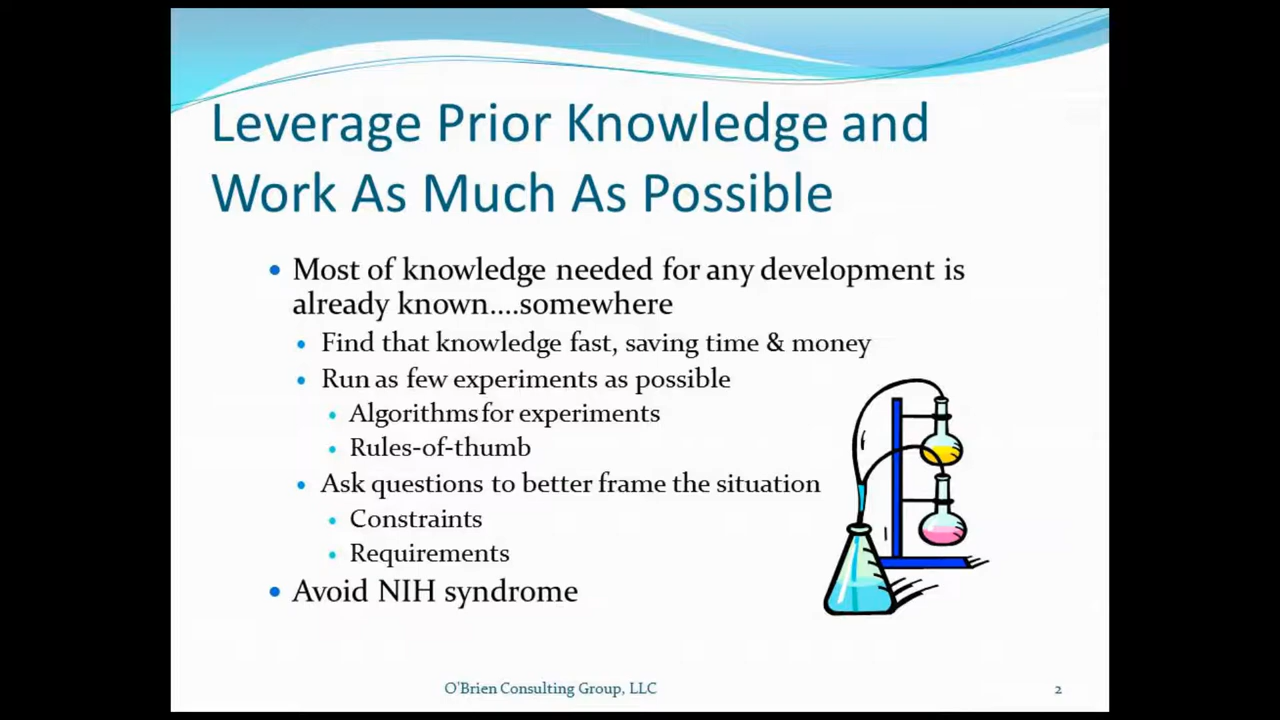 Leverage Prior Knowledge and
Work As Much As Possible
• Most of knowledge needed for any development is
already known....somewhere
• Find that knowledge fast, saving time & money
• Run as few experiments as possible
• Algorithms for experiments
• Rules-of-thumb
• Ask questions to better frame the situation
• Constraints
• Requirements
• Avoid NIH syndrome
O'Brien Consulting Group, LLC
2